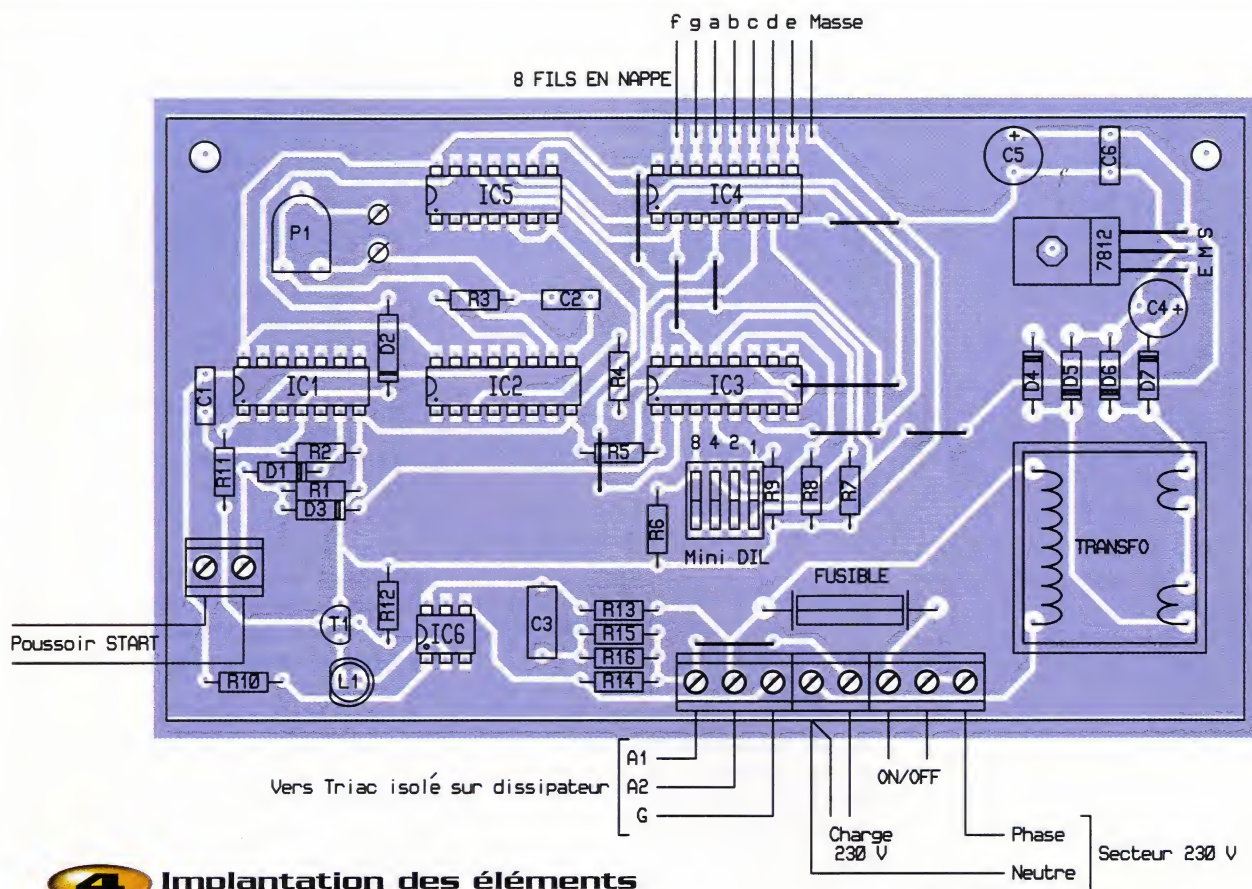 f g a b c d e Masse
8 FILS EN NAPPE
C5 + C6
IC5 IC4
P1
7812
S
M
E
C4 +
R3 C2
D2 R4
D4 D5 D6 D7
C1 IC1 IC2 IC3
R11 R2 R5
8 4 2 1
D1
R1
D3
R9 R8 R7
R6
Mini DIL
TRANSFO
FUSIBLE
R12
R13
T1 IC6 C3
R15
Poussoir START
R16
R10 L1 R14
A1
Vers Triac isolé sur dissipateur A2
G
ON/OFF
Charge
230 V
Phase
Secteur 230 V
Neutre
4 Implantation des éléments